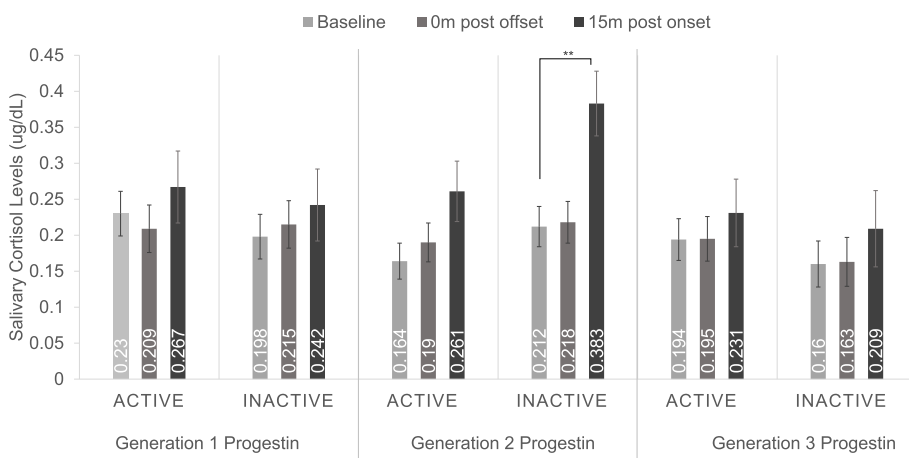 Baseline 0m post offset 15m post onset
Salivary Cortisol Levels (ug/dL)
0.45
0.4
0.35
0.3
0.25
0.2
0.15
0.1
0.05
0
**
0.23 0.209 0.267 0.198 0.215 0.242 0.164 0.19 0.261 0.212 0.218 0.383 0.194 0.195 0.231 0.16 0.163 0.209
ACTIVE INACTIVE ACTIVE INACTIVE ACTIVE INACTIVE
Generation 1 Progestin Generation 2 Progestin Generation 3 Progestin